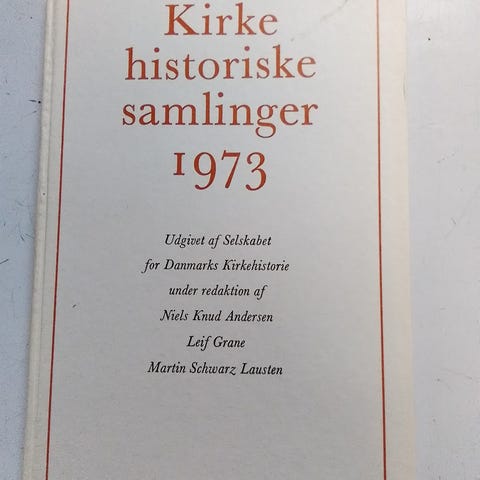 Kirke
historiske
samlinger
1973
Udgivet af Selskabet
for Danmarks Kirkehistorie
under redaktion af
Niels Knud Andersen
Leif Grane
Martin Schwarz Lausten